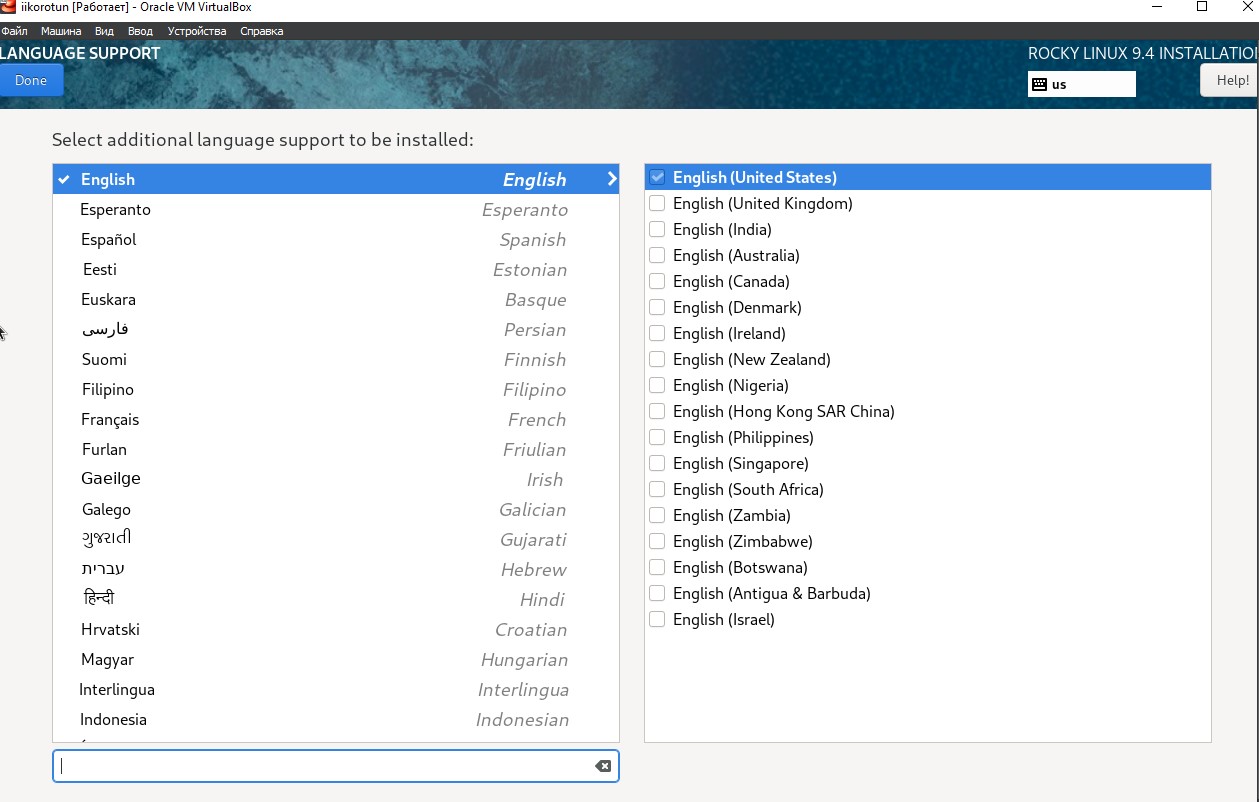 iikorotun [Работает] - Oracle VM VirtualBox
Файл Машина Вид Ввод Устройства Справка
LANGUAGE SUPPORT
ROCKY LINUX 9.4 INSTALLATIO
Done
us
Help!
Select additional language support to be installed:
English English
Esperanto Esperanto
Español Spanish
Eesti Estonian
Euskara Basque
فارسی Persian
Suomi Finnish
Filipino Filipino
Français French
Furlan Friulian
Gaeilge Irish
Galego Galician
ગુજરાતી Gujarati
עברית Hebrew
हिन्दी Hindi
Hrvatski Croatian
Magyar Hungarian
Interlingua Interlingua
Indonesia Indonesian
English (United States)
English (United Kingdom)
English (India)
English (Australia)
English (Canada)
English (Denmark)
English (Ireland)
English (New Zealand)
English (Nigeria)
English (Hong Kong SAR China)
English (Philippines)
English (Singapore)
English (South Africa)
English (Zambia)
English (Zimbabwe)
English (Botswana)
English (Antigua & Barbuda)
English (Israel)